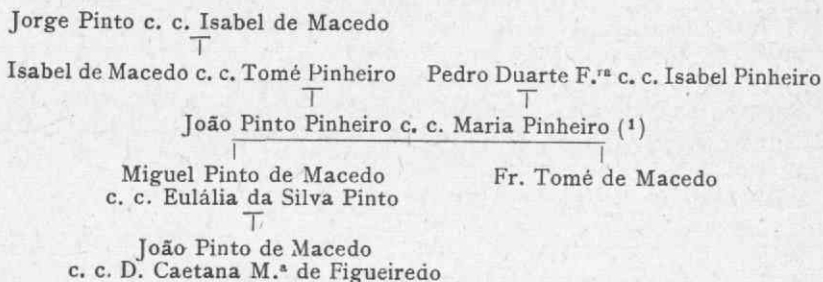 Jorge Pinto c. c. Isabel de Macedo
Isabel de Macedo c. c. Tomé Pinheiro Pedro Duarte F.ʳᵃ c. c. Isabel Pinheiro
João Pinto Pinheiro c. c. Maria Pinheiro (¹)
Miguel Pinto de Macedo Fr. Tomé de Macedo
c. c. Eulália da Silva Pinto
João Pinto de Macedo
c. c. D. Caetana M.ª de Figueiredo